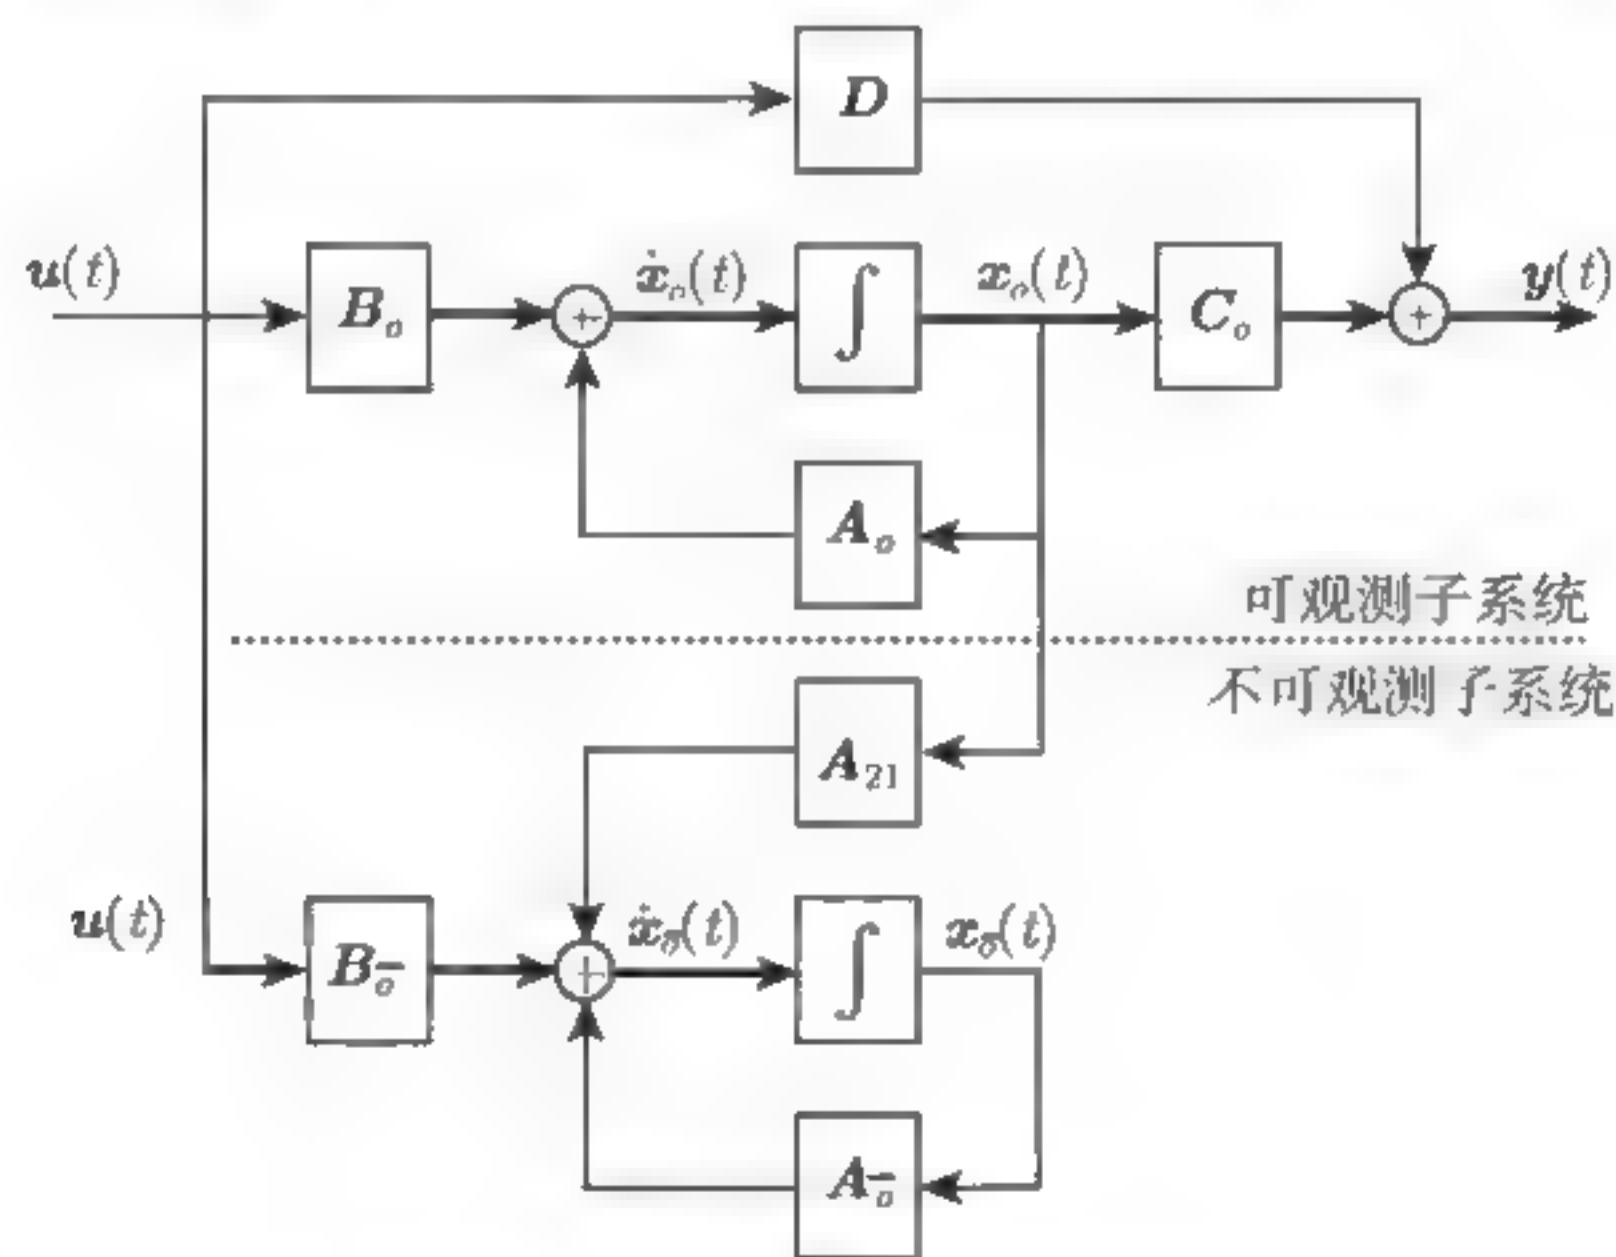 D
u(t)
B_o
+
ẋ_o(t)
∫
x_o(t)
C_o
+
y(t)
A_o
可观测子系统
不可观测子系统
A_21
u(t)
B_ō
+
ẋ_ō(t)
∫
x_ō(t)
A_ō